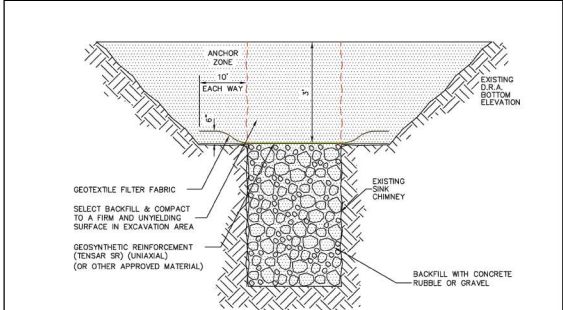 ANCHOR
ZONE
10'
EACH WAY
3'
6"
EXISTING
D.R.A.
BOTTOM
ELEVATION
GEOTEXTILE FILTER FABRIC
SELECT BACKFILL & COMPACT
TO A FIRM AND UNYIELDING
SURFACE IN EXCAVATION AREA
GEOSYNTHETIC REINFORCEMENT
(TENSAR SR) (UNIAXIAL)
(OR OTHER APPROVED MATERIAL)
EXISTING
SINK
CHIMNEY
BACKFILL WITH CONCRETE
RUBBLE OR GRAVEL